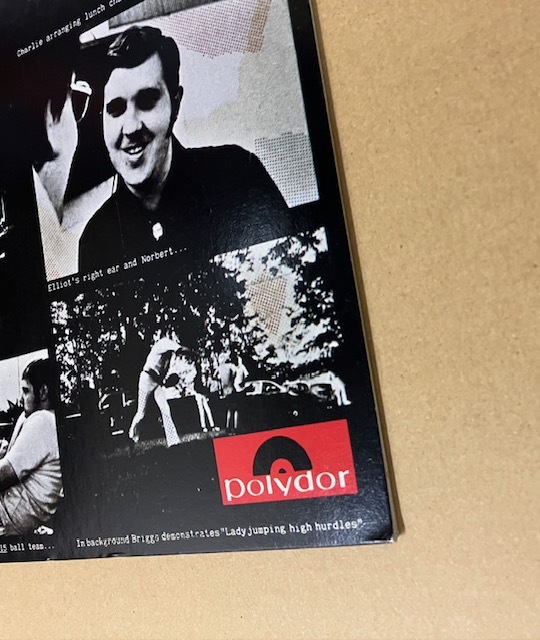 Charlie arranging lunch
Elliot's right ear and Norbert...
polydor
15 ball team...
In background Briggo demonstrates "Lady jumping high hurdles"